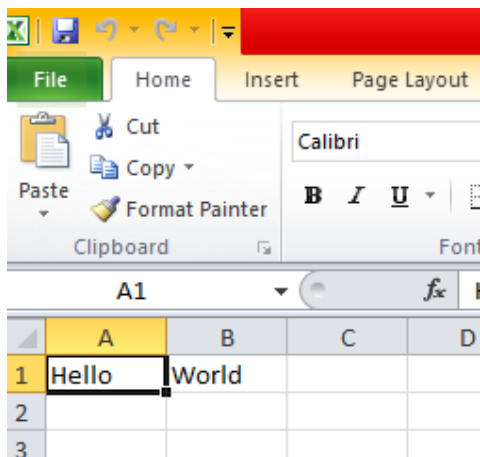 File Home Insert Page Layout
Cut
Calibri
Copy
Paste
B I U
Format Painter
Clipboard Font
A1 fx H
A B C D
1 Hello World
2
3